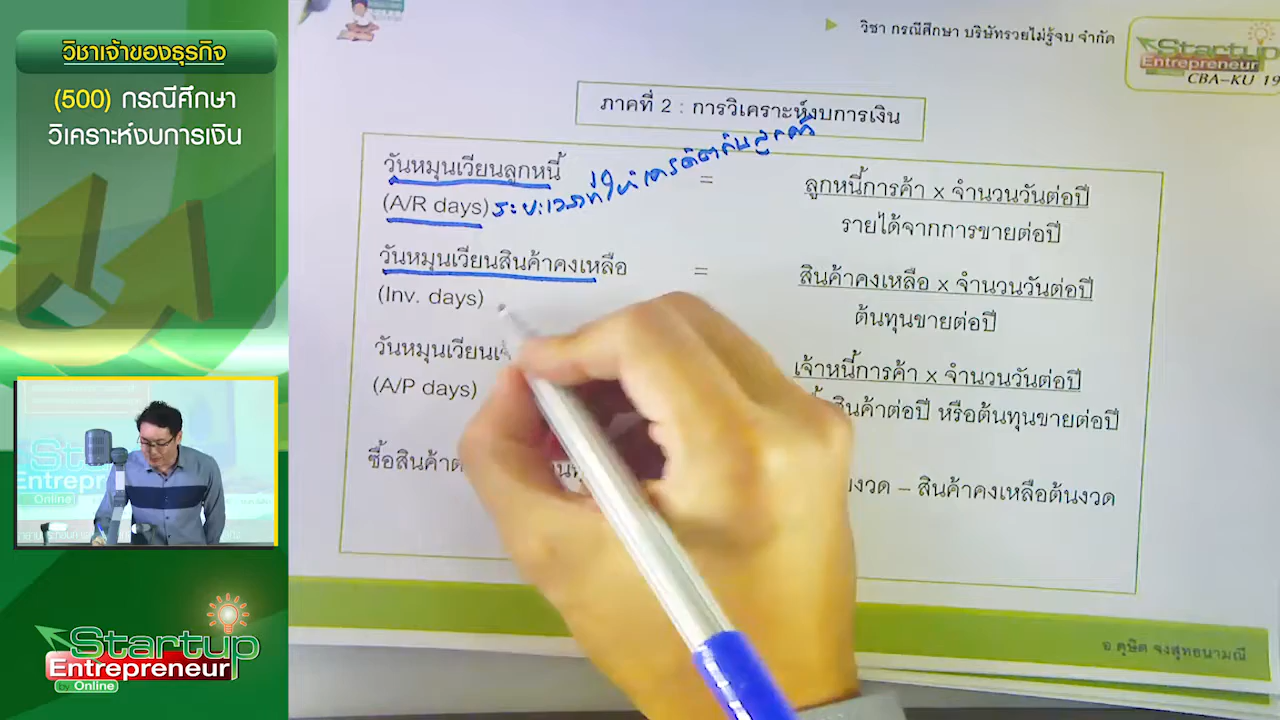 วิชาเจ้าของธุรกิจ
(500) กรณีศึกษา
วิเคราะห์งบการเงิน
วิชา กรณีศึกษา บริษัทรวยไม่รู้จบ จำกัด
Startup
Entrepreneur
CBA-KU 19
ภาคที่ 2 : การวิเคราะห์งบการเงิน
วันหมุนเวียนลูกหนี้ = ลูกหนี้การค้า x จำนวนวันต่อปี
(A/R days) ระยะเวลาที่ให้เครดิตกับลูกค้า รายได้จากการขายต่อปี
วันหมุนเวียนสินค้าคงเหลือ = สินค้าคงเหลือ x จำนวนวันต่อปี
(Inv. days) ต้นทุนขายต่อปี
วันหมุนเวียน เจ้าหนี้การค้า x จำนวนวันต่อปี
(A/P days) สินค้าต่อปี หรือต้นทุนขายต่อปี
ซื้อสินค้า งวด – สินค้าคงเหลือต้นงวด
อ.ดุษิต จงสุทธนามณี
Startup
Entrepreneur
Online
Startup
Entrepreneur
by Online